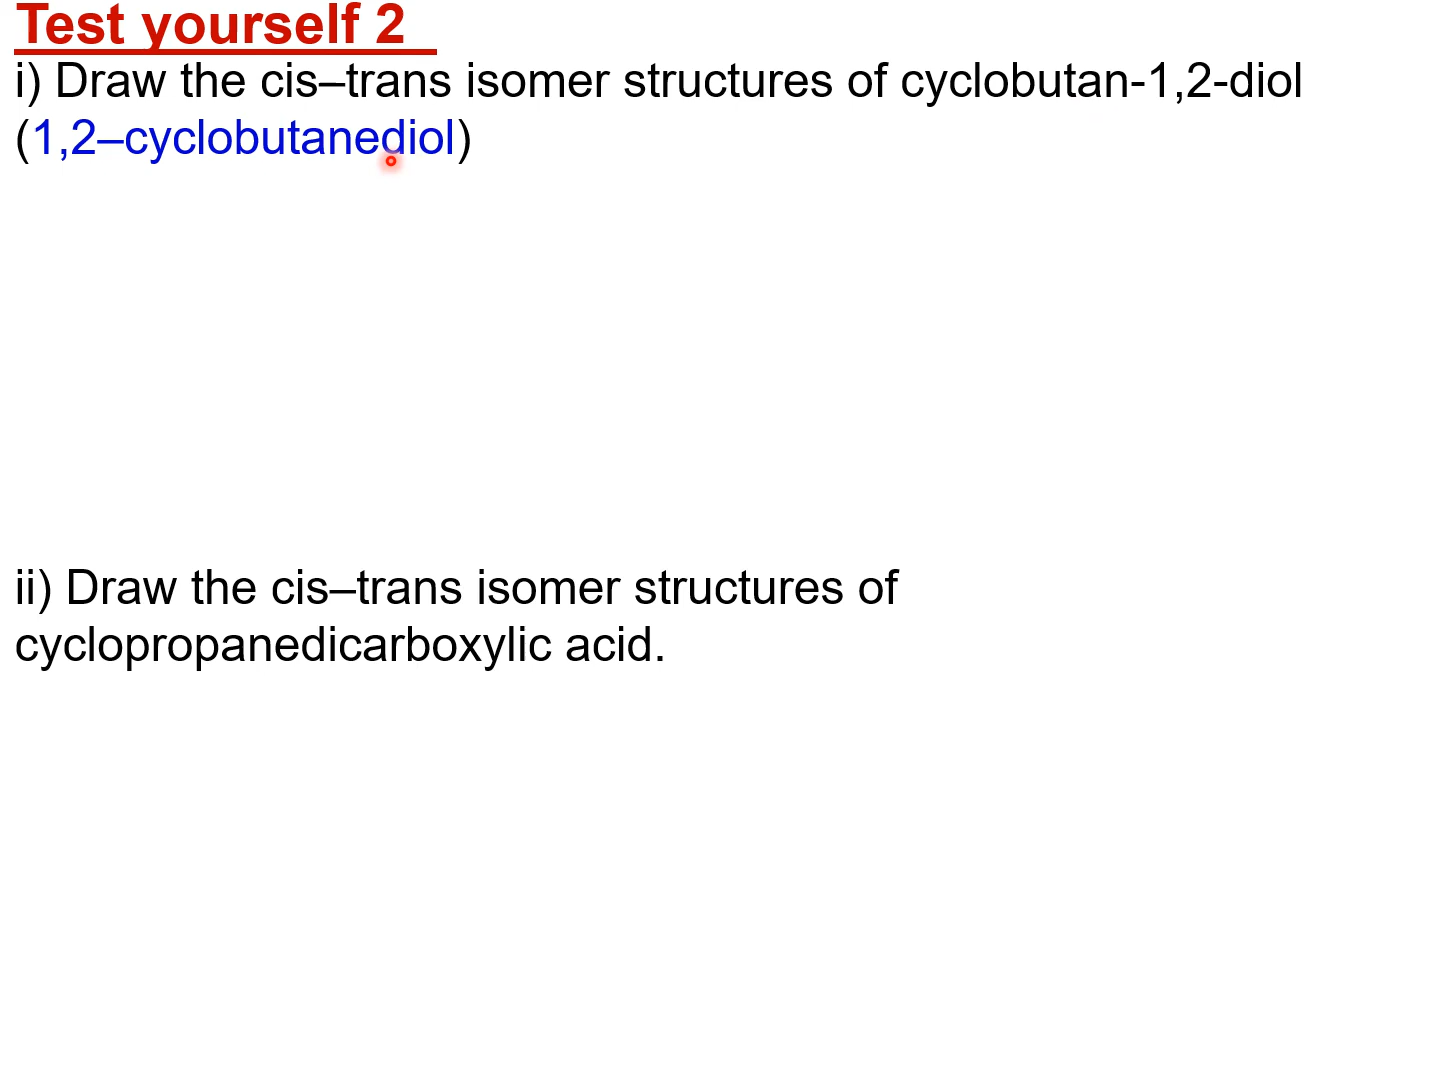 Test yourself 2
i) Draw the cis–trans isomer structures of cyclobutan-1,2-diol
(1,2–cyclobutanediol)
ii) Draw the cis–trans isomer structures of
cyclopropanedicarboxylic acid.